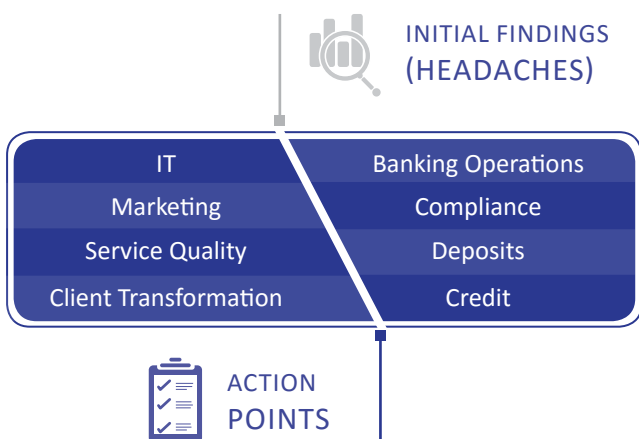 INITIAL FINDINGS
(HEADACHES)
IT
Banking Operations
Marketing
Compliance
Service Quality
Deposits
Client Transformation
Credit
ACTION
POINTS